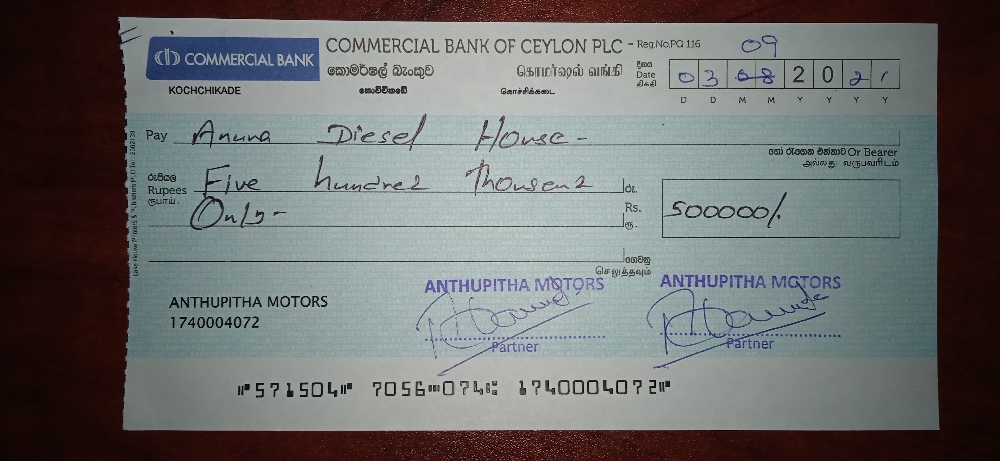 COMMERCIAL BANK
COMMERCIAL BANK OF CEYLON PLC - Reg.No.PQ 116
09
කොමර්ෂල් බැංකුව கொமர்ஷல் வங்கி
දිනය
Date
திகதி
03 08 2021
D D M M Y Y Y Y
KOCHCHIKADE කොච්චිකඩේ கொச்சிக்கடை
Pay Anura Diesel House -
හෝ රැගෙන එන්නාට Or Bearer
அல்லது வருபவரிடம்
රුපියල්
Rupees
ரூபாய்.
Five hundred Thousand
Only-
රු.
Rs.
ரூ.
500000/.
ගෙවනු
செலுத்தவும்
ANTHUPITHA MOTORS
1740004072
ANTHUPITHA MOTORS
Partner
ANTHUPITHA MOTORS
Partner
⑈571504⑈ 7056⑉074⑆ 1740004072⑈